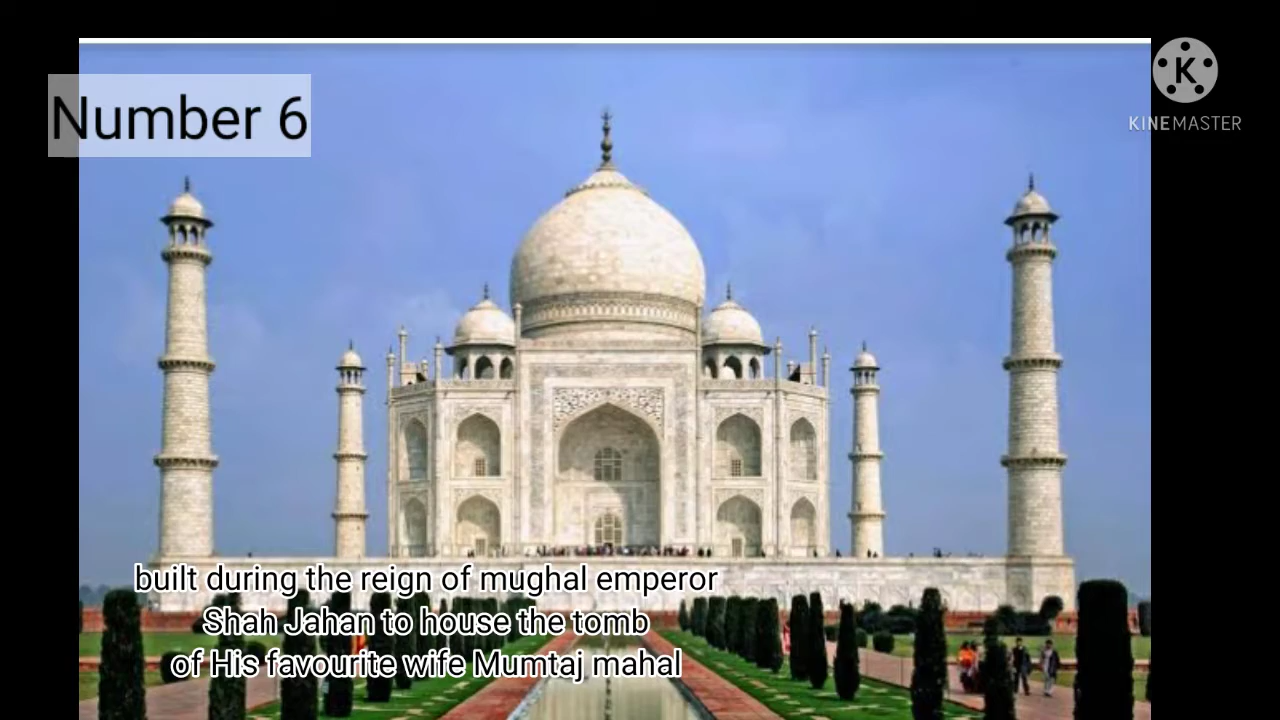 Number 6
KINEMASTER
built during the reign of mughal emperor
Shah Jahan to house the tomb
of His favourite wife Mumtaj mahal